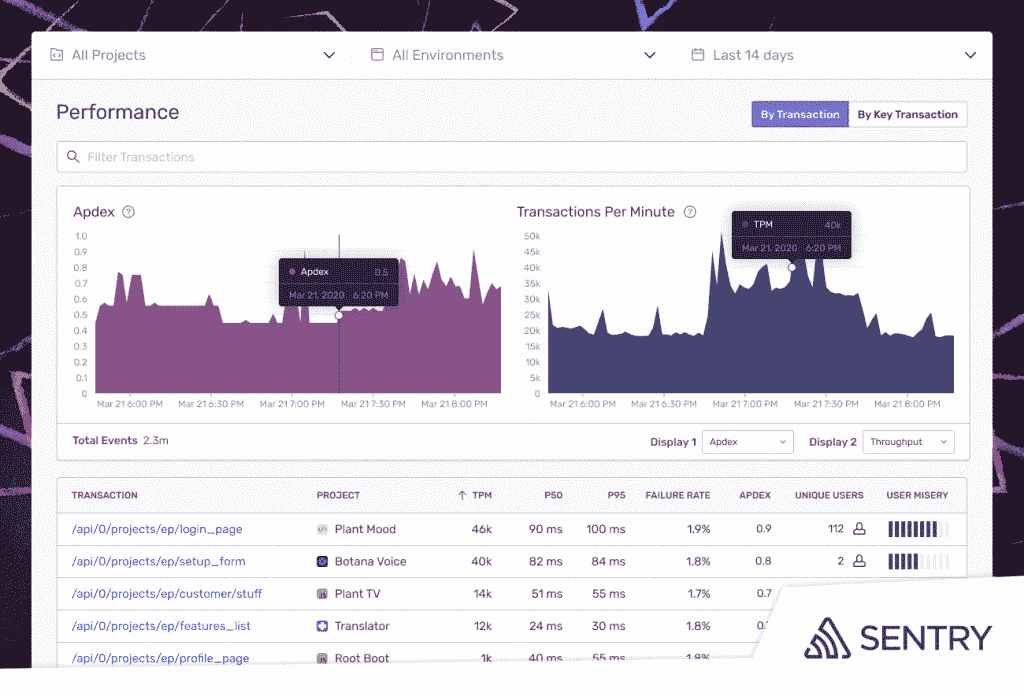 All Projects All Environments Last 14 days
Performance By Transaction By Key Transaction
Filter Transactions
Apdex ?
1.0
0.9
0.8
0.7
0.6
0.5
0.4
0.3
0.2
0.1
0
Apdex 0.5
Mar 21, 2020 6:20 PM
Mar 21 6:00 PM Mar 21 6:30 PM Mar 21 7:00 PM Mar 21 7:30 PM Mar 21 8:00 PM
Transactions Per Minute ?
50k
45k
40k
35k
30k
25k
20k
15k
10k
5k
0
TPM 40k
Mar 21, 2020 6:20 PM
Mar 21 6:00 PM Mar 21 6:30 PM Mar 21 7:00 PM Mar 21 7:30 PM Mar 21 8:00 PM
Total Events 2.3m Display 1 Apdex Display 2 Throughput
TRANSACTION PROJECT TPM P50 P95 FAILURE RATE APDEX UNIQUE USERS USER MISERY
/api/0/projects/ep/login_page Plant Mood 46k 90 ms 100 ms 1.9% 0.9 112
/api/0/projects/ep/setup_form Botana Voice 40k 82 ms 84 ms 1.8% 0.8 2
/api/0/projects/ep/customer/stuff Plant TV 14k 51 ms 55 ms 1.7% 0.7
/api/0/projects/ep/features_list Translator 12k 24 ms 30 ms 1.8%
/api/0/projects/ep/profile_page Root Boot 1k 40 ms 55 ms 1.9%
SENTRY